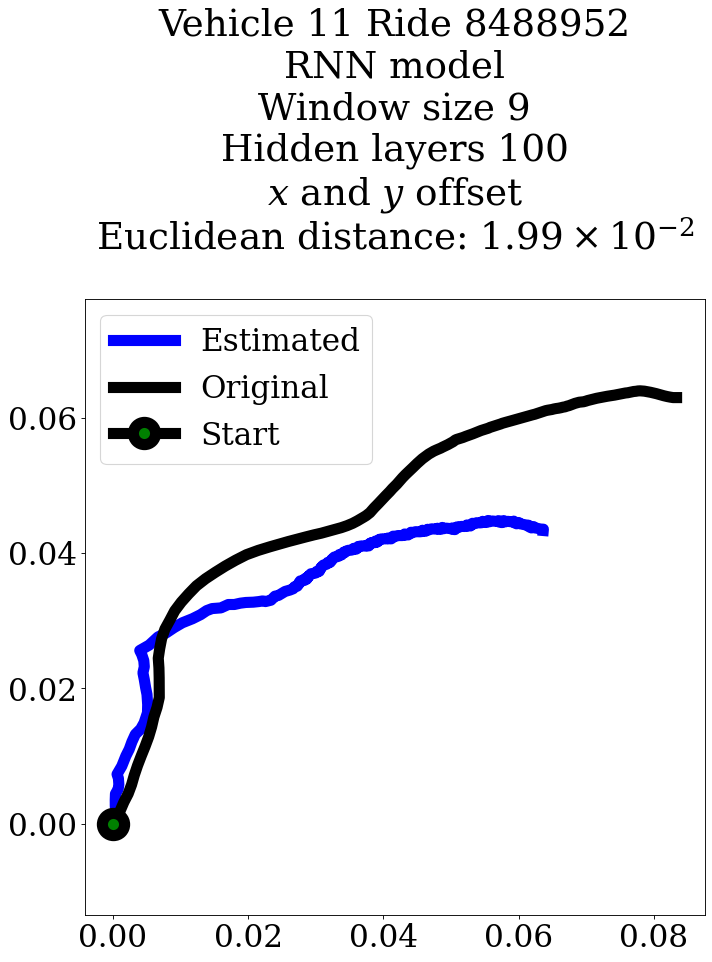 Vehicle 11 Ride 8488952
RNN model
Window size 9
Hidden layers 100
x and y offset
Euclidean distance: 1.99 × 10⁻²
Estimated
Original
Start
0.06
0.04
0.02
0.00
0.00 0.02 0.04 0.06 0.08